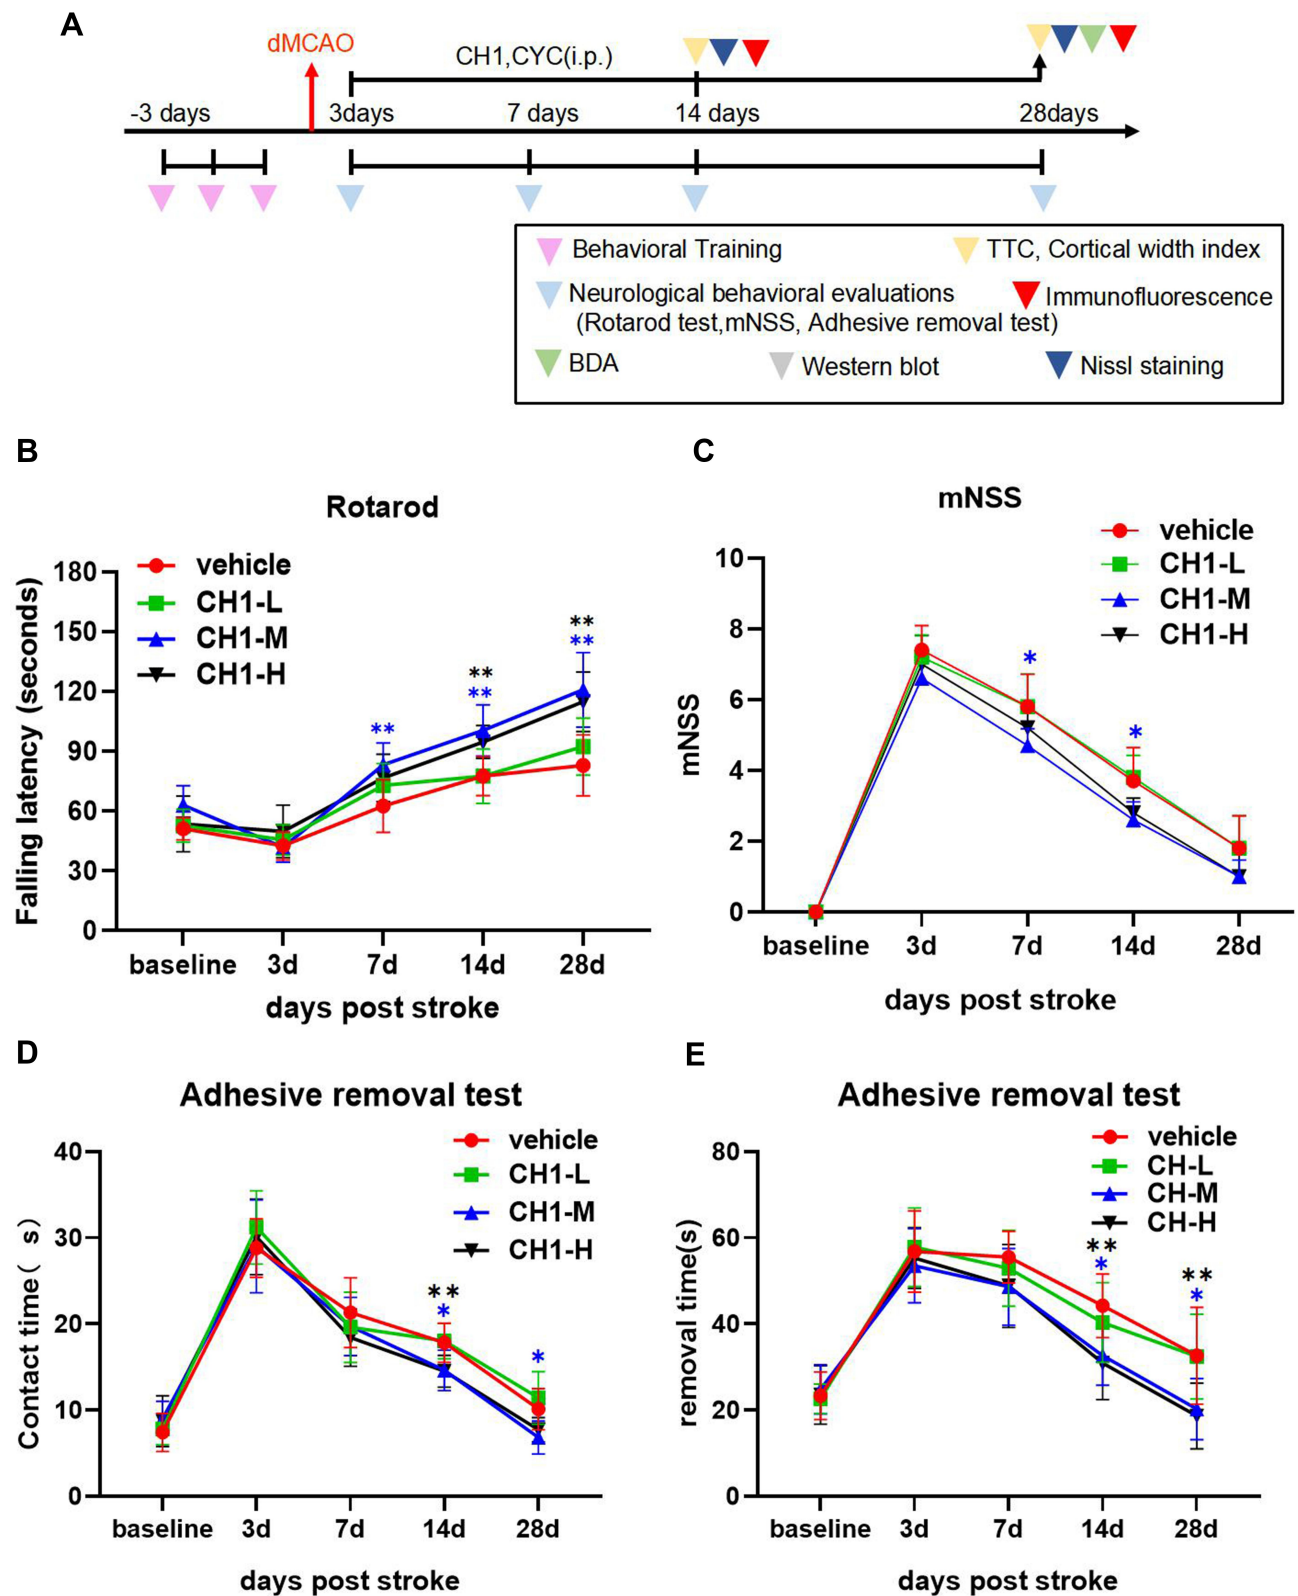 A
dMCAO
CH1,CYC(i.p.)
-3 days
3days
7 days
14 days
28days
Behavioral Training
TTC, Cortical width index
Neurological behavioral evaluations
(Rotarod test,mNSS, Adhesive removal test)
Immunofluorescence
BDA
Western blot
Nissl staining
B
Rotarod
vehicle
CH1-L
CH1-M
CH1-H
Falling latency (seconds)
180
150
120
90
60
30
0
**
**
**
**
**
baseline 3d 7d 14d 28d
days post stroke
C
mNSS
vehicle
CH1-L
CH1-M
CH1-H
mNSS
10
8
6
4
2
0
*
*
baseline 3d 7d 14d 28d
days post stroke
D
Adhesive removal test
vehicle
CH1-L
CH1-M
CH1-H
Contact time( s)
40
30
20
10
0
**
*
*
baseline 3d 7d 14d 28d
days post stroke
E
Adhesive removal test
vehicle
CH-L
CH-M
CH-H
removal time(s)
80
60
40
20
0
**
*
**
*
baseline 3d 7d 14d 28d
days post stroke